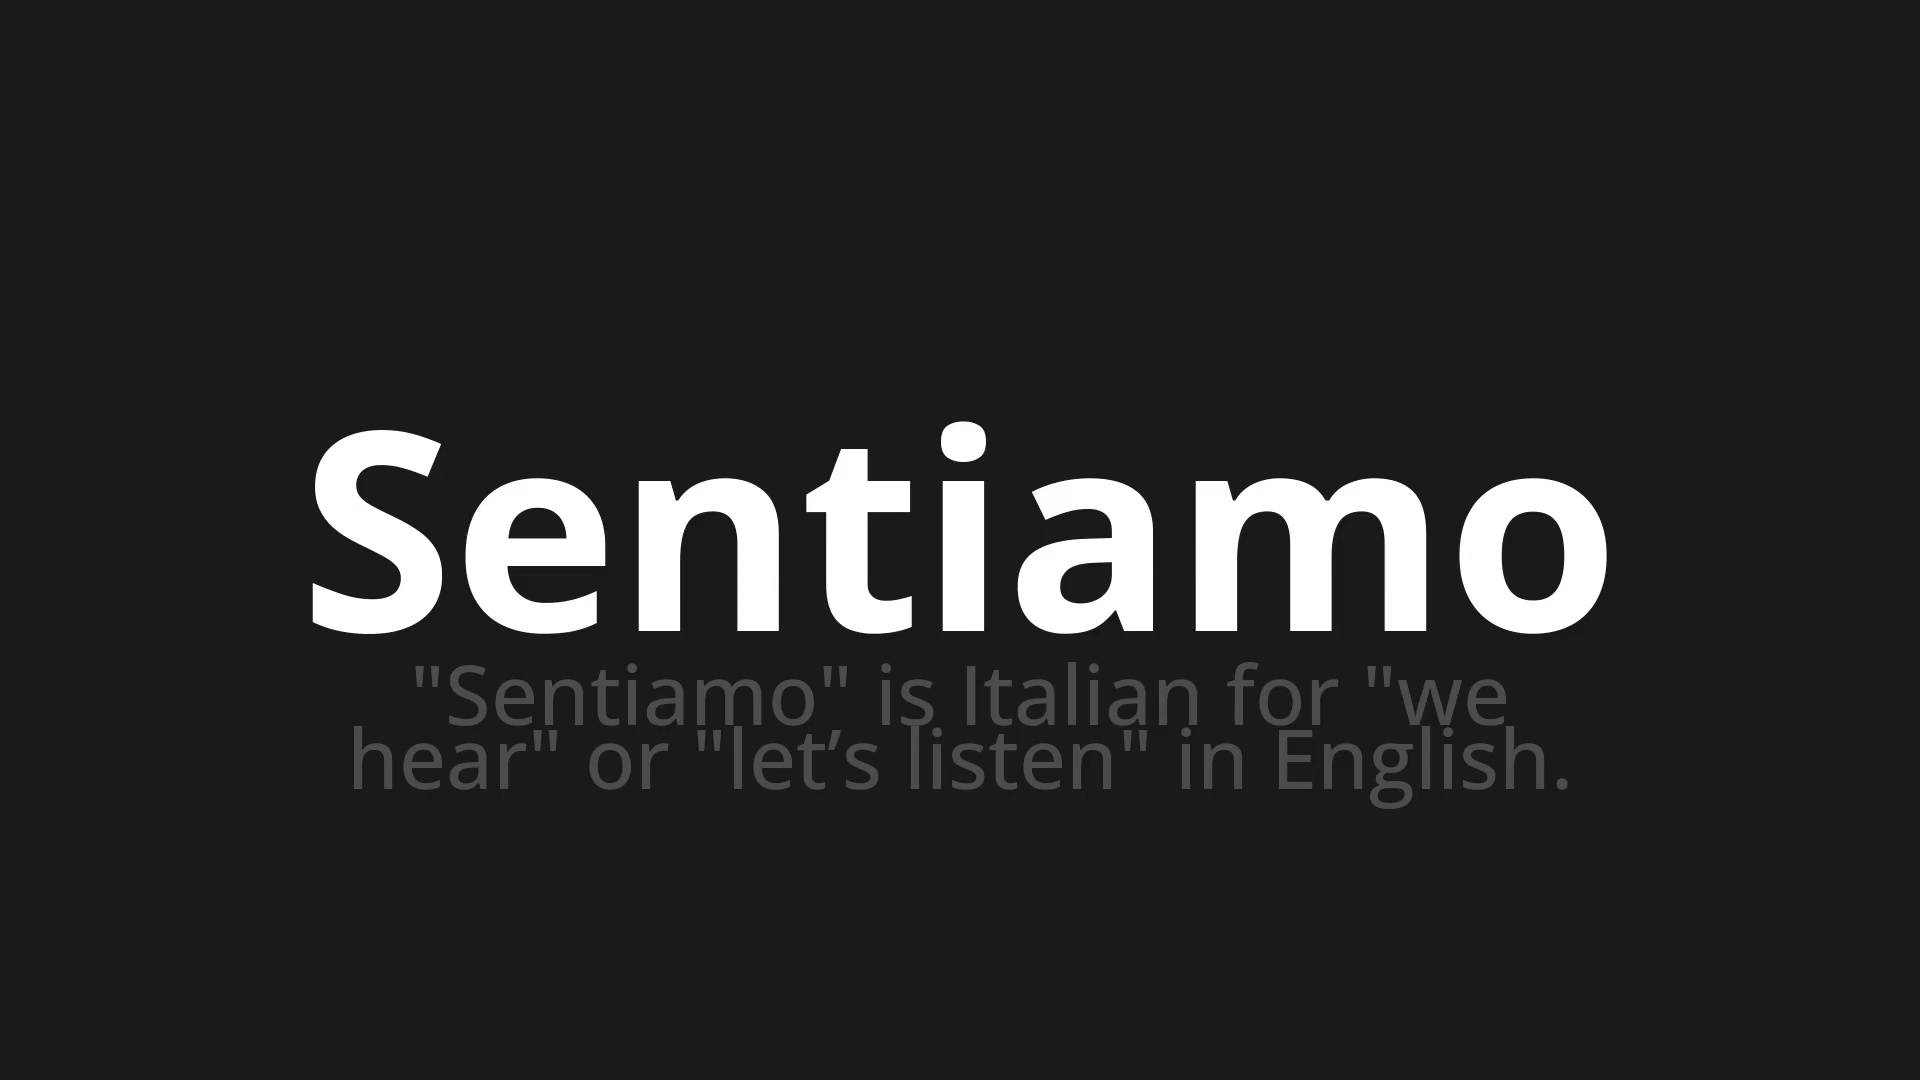 Sentiamo
"Sentiamo" is Italian for "we
hear" or "let’s listen" in English.